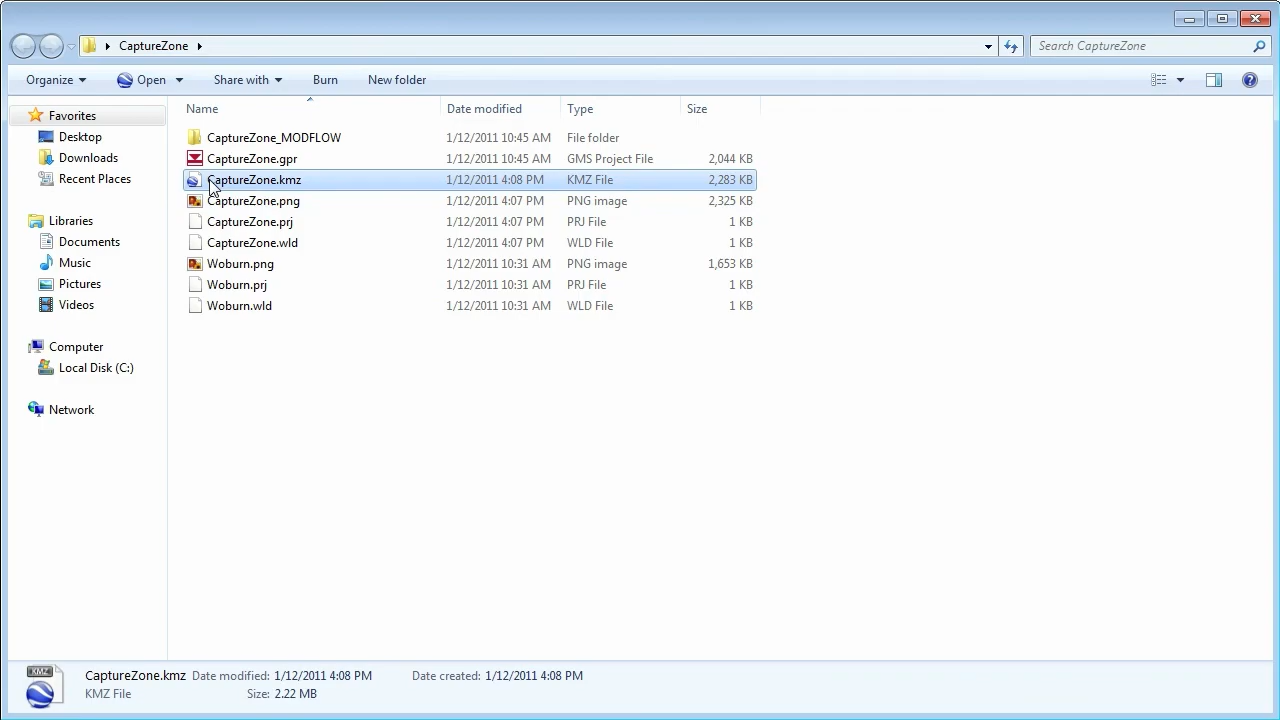 CaptureZone
Search CaptureZone
Organize Open Share with Burn New folder
Name Date modified Type Size
Favorites
Desktop
Downloads
Recent Places
Libraries
Documents
Music
Pictures
Videos
Computer
Local Disk (C:)
Network
CaptureZone_MODFLOW 1/12/2011 10:45 AM File folder
CaptureZone.gpr 1/12/2011 10:45 AM GMS Project File 2,044 KB
CaptureZone.kmz 1/12/2011 4:08 PM KMZ File 2,283 KB
CaptureZone.png 1/12/2011 4:07 PM PNG image 2,325 KB
CaptureZone.prj 1/12/2011 4:07 PM PRJ File 1 KB
CaptureZone.wld 1/12/2011 4:07 PM WLD File 1 KB
Woburn.png 1/12/2011 10:31 AM PNG image 1,653 KB
Woburn.prj 1/12/2011 10:31 AM PRJ File 1 KB
Woburn.wld 1/12/2011 10:31 AM WLD File 1 KB
KMZ
CaptureZone.kmz Date modified: 1/12/2011 4:08 PM Date created: 1/12/2011 4:08 PM
KMZ File Size: 2.22 MB